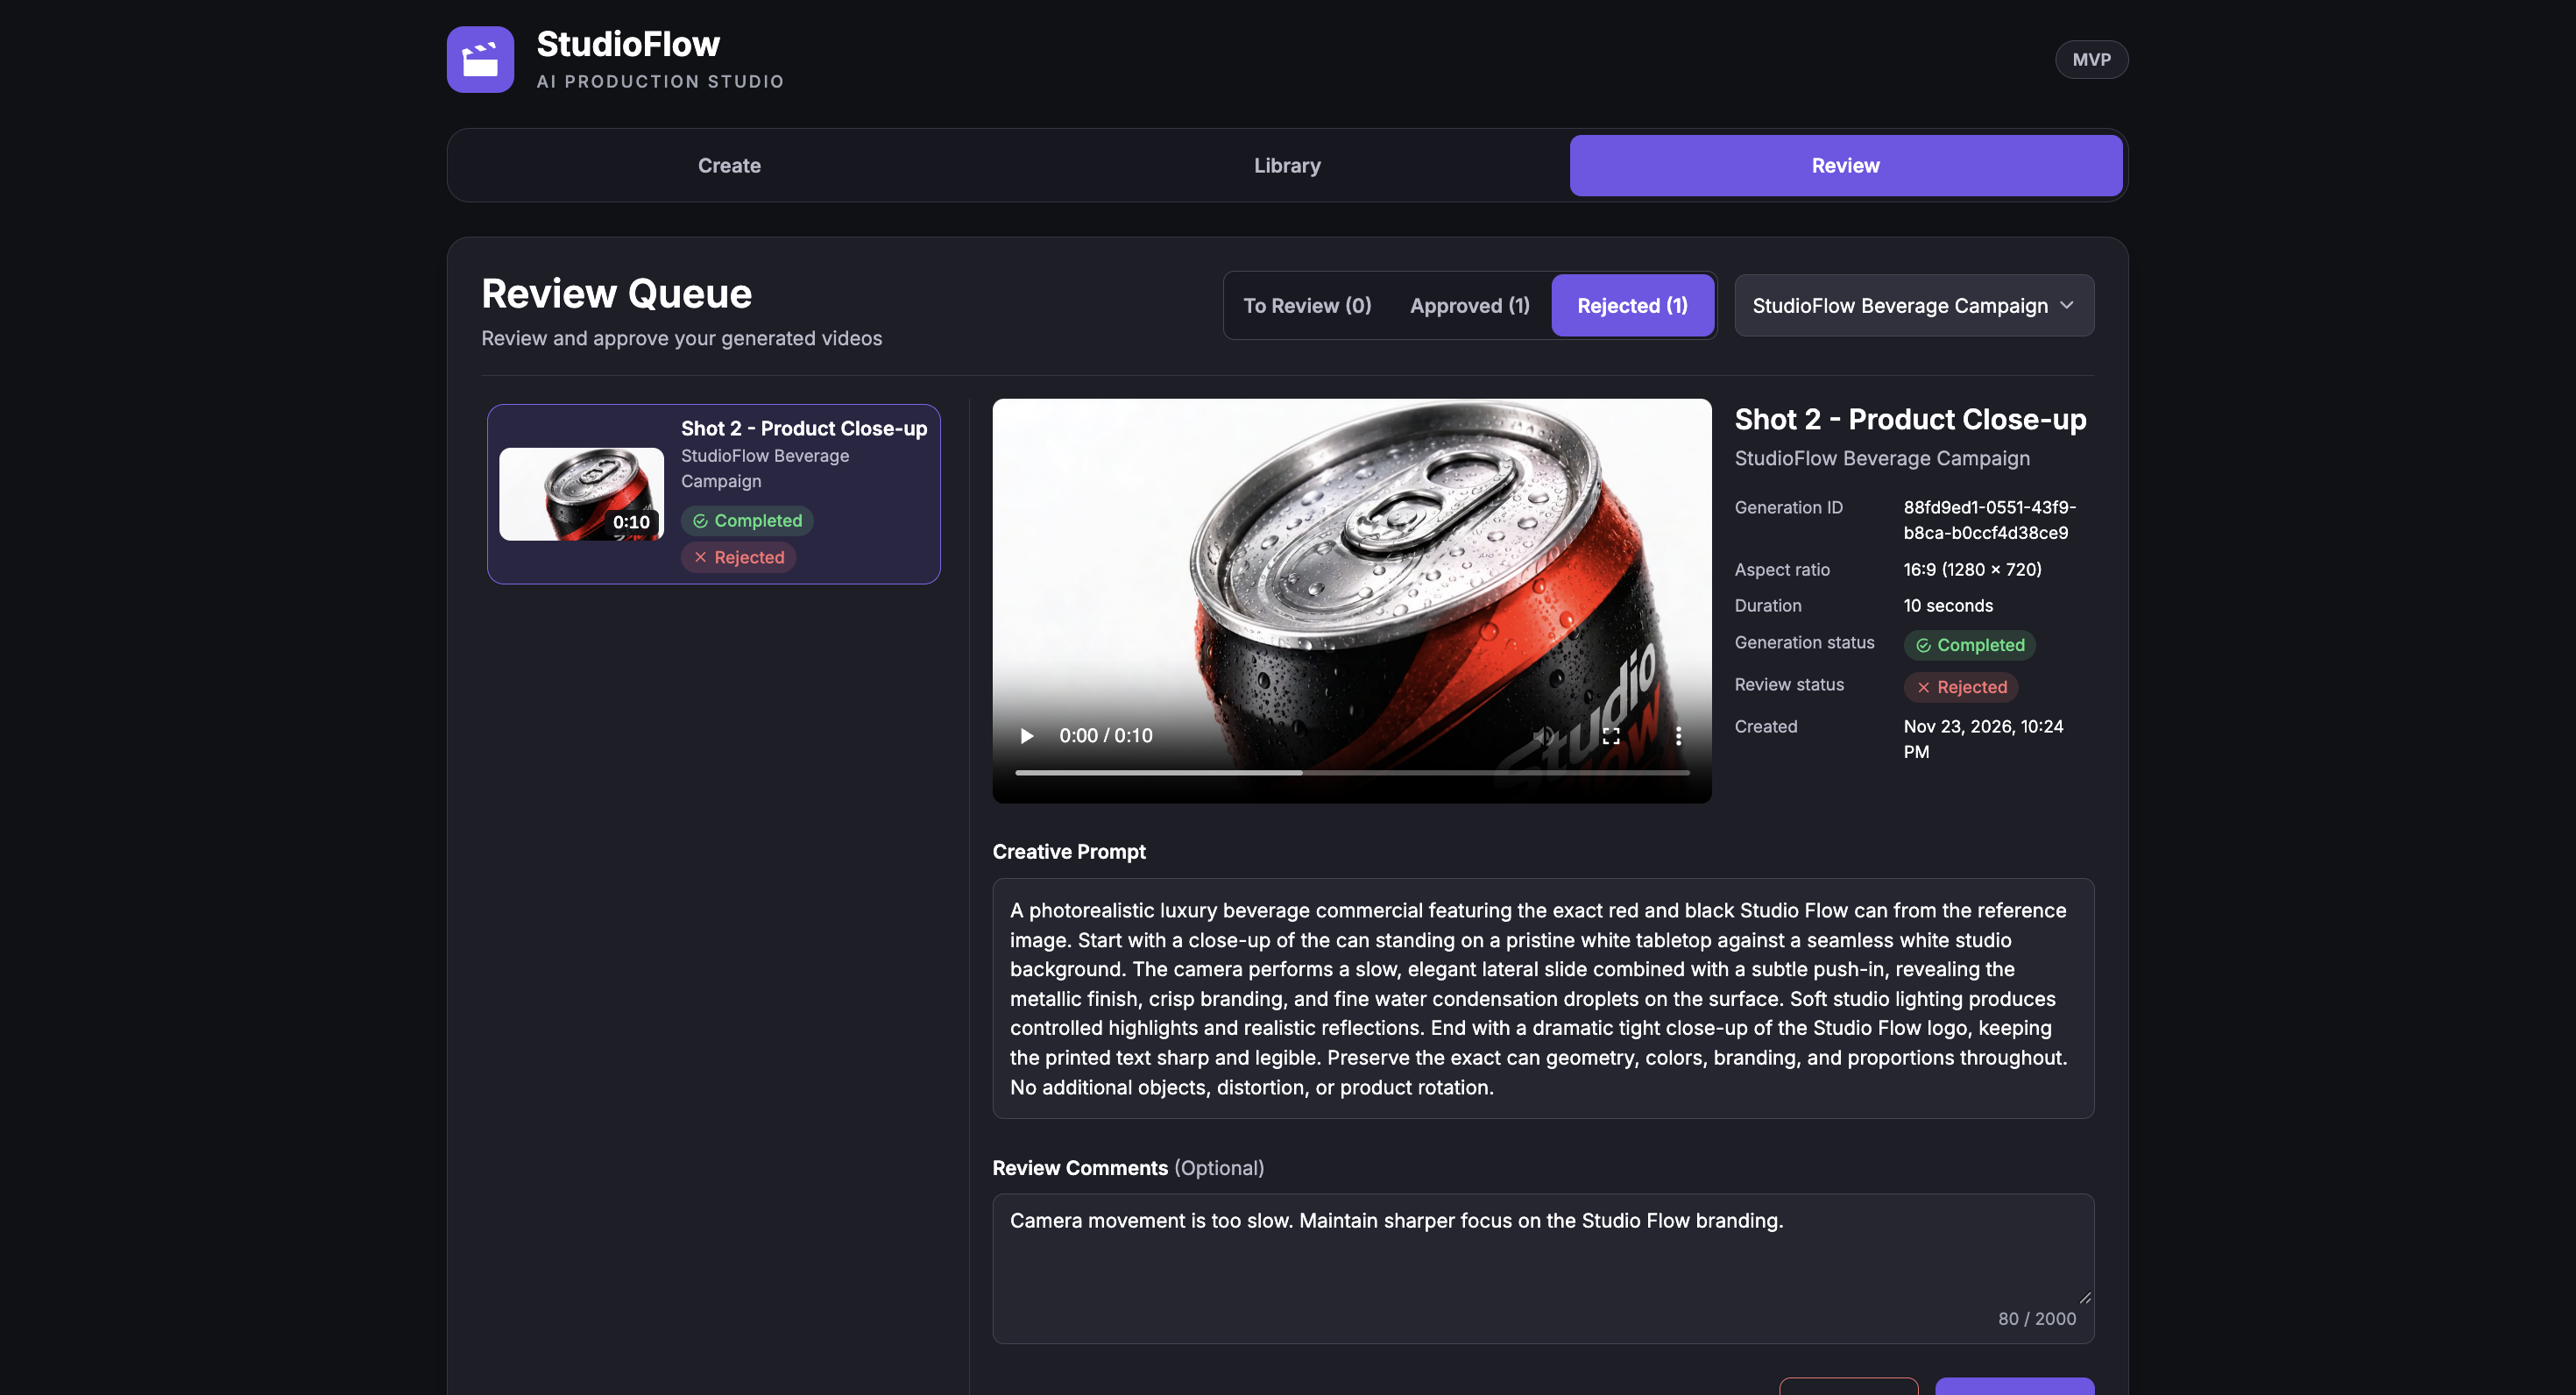 StudioFlow
AI PRODUCTION STUDIO
MVP
Create
Library
Review
Review Queue
Review and approve your generated videos
To Review (0)
Approved (1)
Rejected (1)
StudioFlow Beverage Campaign
Shot 2 - Product Close-up
StudioFlow Beverage
Campaign
0:10
Completed
Rejected
Studio
flow
0:00 / 0:10
Shot 2 - Product Close-up
StudioFlow Beverage Campaign
Generation ID
88fd9ed1-0551-43f9-
b8ca-b0ccf4d38ce9
Aspect ratio
16:9 (1280 × 720)
Duration
10 seconds
Generation status
Completed
Review status
Rejected
Created
Nov 23, 2026, 10:24
PM
Creative Prompt
A photorealistic luxury beverage commercial featuring the exact red and black Studio Flow can from the reference
image. Start with a close-up of the can standing on a pristine white tabletop against a seamless white studio
background. The camera performs a slow, elegant lateral slide combined with a subtle push-in, revealing the
metallic finish, crisp branding, and fine water condensation droplets on the surface. Soft studio lighting produces
controlled highlights and realistic reflections. End with a dramatic tight close-up of the Studio Flow logo, keeping
the printed text sharp and legible. Preserve the exact can geometry, colors, branding, and proportions throughout.
No additional objects, distortion, or product rotation.
Review Comments (Optional)
Camera movement is too slow. Maintain sharper focus on the Studio Flow branding.
80 / 2000